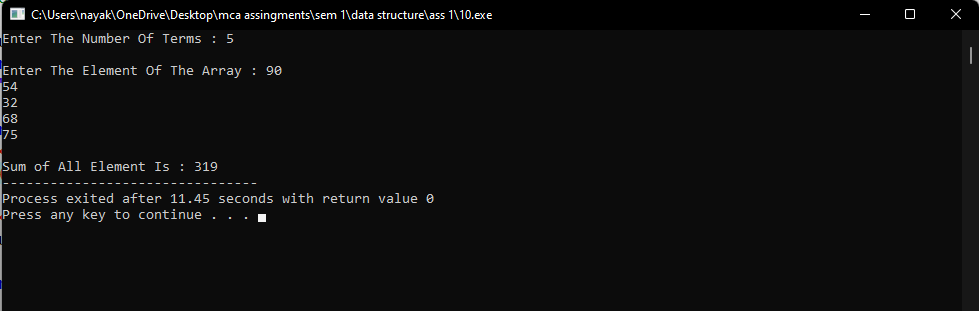 C:\Users\nayak\OneDrive\Desktop\mca assingments\sem 1\data structure\ass 1\10.exe
Enter The Number Of Terms : 5
Enter The Element Of The Array : 90
54
32
68
75
Sum of All Element Is : 319
--------------------------------
Process exited after 11.45 seconds with return value 0
Press any key to continue . . .